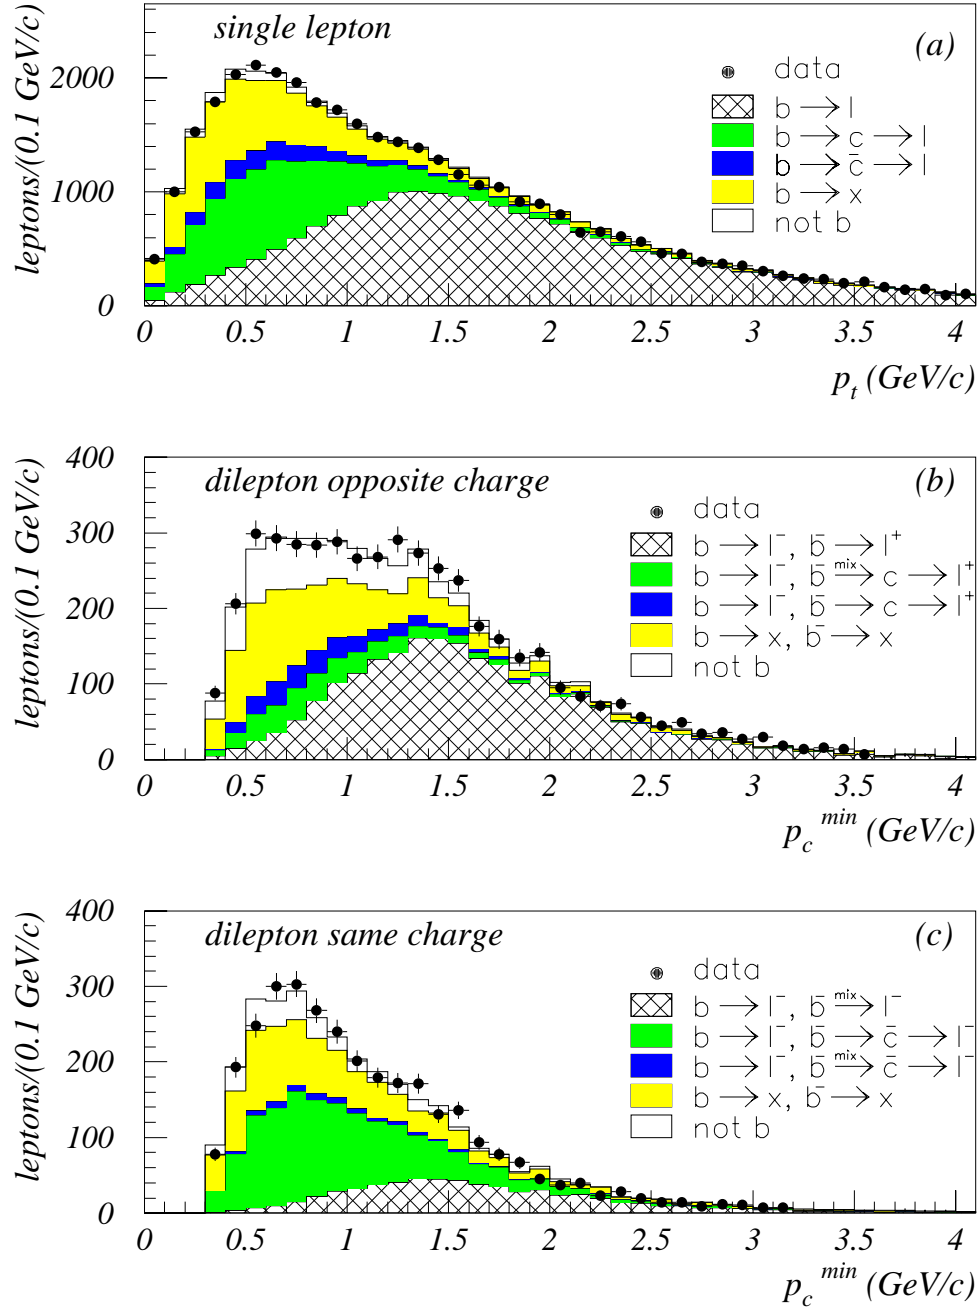 single lepton
(a)
data
b → l
b → c → l
b → c̄ → l
b → x
not b
leptons/(0.1 GeV/c)
2000
1000
0
0 0.5 1 1.5 2 2.5 3 3.5 4
p_t (GeV/c)
dilepton opposite charge
(b)
data
b → l⁻, b̄ → l⁺
b → l⁻, b̄ mix→ c → l⁺
b → l⁻, b̄ → c → l⁺
b → x, b̄ → x
not b
leptons/(0.1 GeV/c)
400
300
200
100
0
0 0.5 1 1.5 2 2.5 3 3.5 4
p_c^min (GeV/c)
dilepton same charge
(c)
data
b → l⁻, b̄ mix→ l⁻
b → l⁻, b̄ → c̄ → l⁻
b → l⁻, b̄ mix→ c̄ → l⁻
b → x, b̄ → x
not b
leptons/(0.1 GeV/c)
400
300
200
100
0
0 0.5 1 1.5 2 2.5 3 3.5 4
p_c^min (GeV/c)